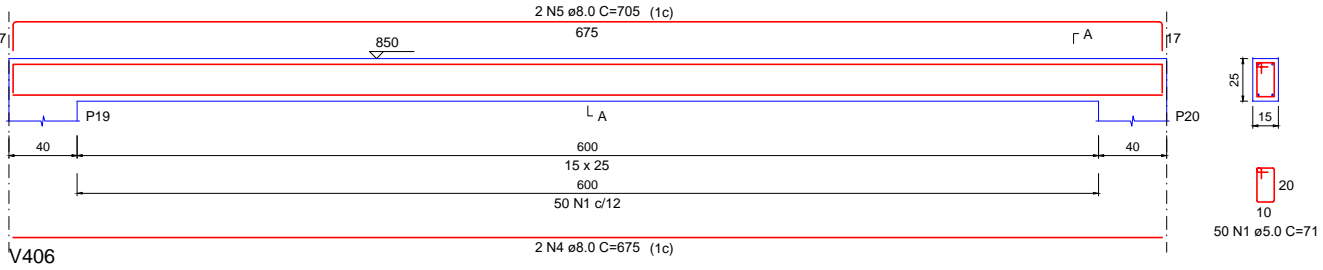 2 N5 ø8.0 C=705 (1c)
675
7
17
A
850
25
P19
A
P20
15
40
600
40
15 x 25
600
50 N1 c/12
20
10
50 N1 ø5.0 C=71
2 N4 ø8.0 C=675 (1c)
V406